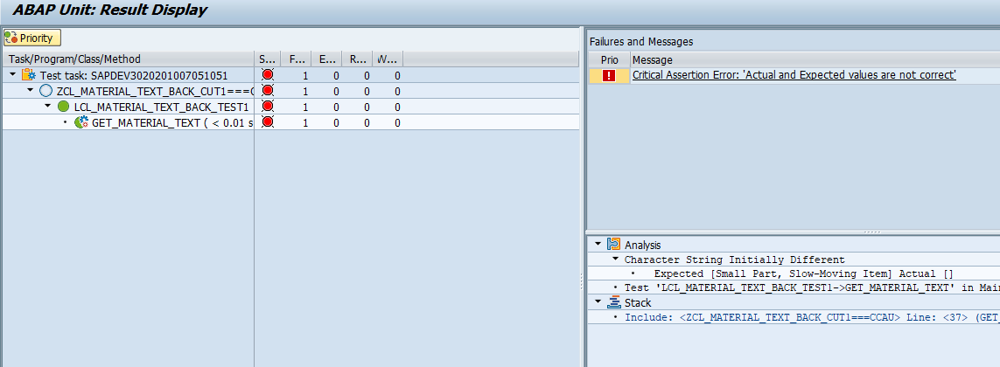 ABAP Unit: Result Display
Priority
Task/Program/Class/Method S... F... E... R... W...
Test task: SAPDEV3020201007051051 1 0 0 0
ZCL_MATERIAL_TEXT_BACK_CUT1===C 1 0 0 0
LCL_MATERIAL_TEXT_BACK_TEST1 1 0 0 0
GET_MATERIAL_TEXT ( < 0.01 s 1 0 0 0
Failures and Messages
Prio Message
Critical Assertion Error: 'Actual and Expected values are not correct'
Analysis
Character String Initially Different
Expected [Small Part, Slow-Moving Item] Actual []
Test 'LCL_MATERIAL_TEXT_BACK_TEST1->GET_MATERIAL_TEXT' in Mai
Stack
Include: <ZCL_MATERIAL_TEXT_BACK_CUT1===CCAU> Line: <37> (GET_